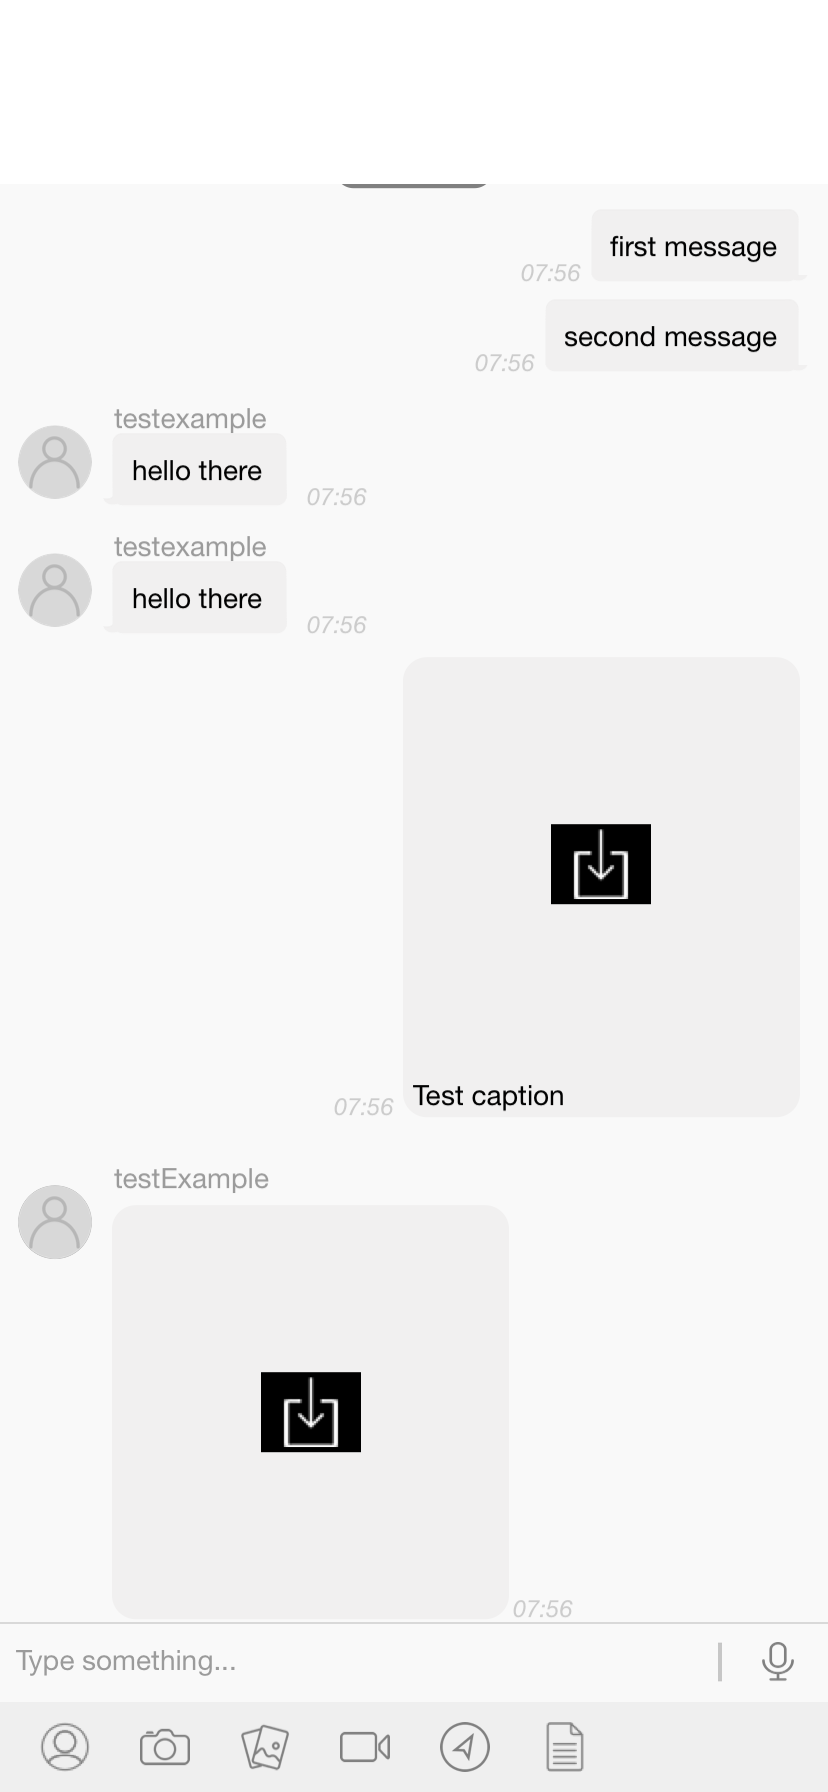 first message
07:56
second message
07:56
testexample
hello there
07:56
testexample
hello there
07:56
Test caption
07:56
testExample
07:56
Type something...